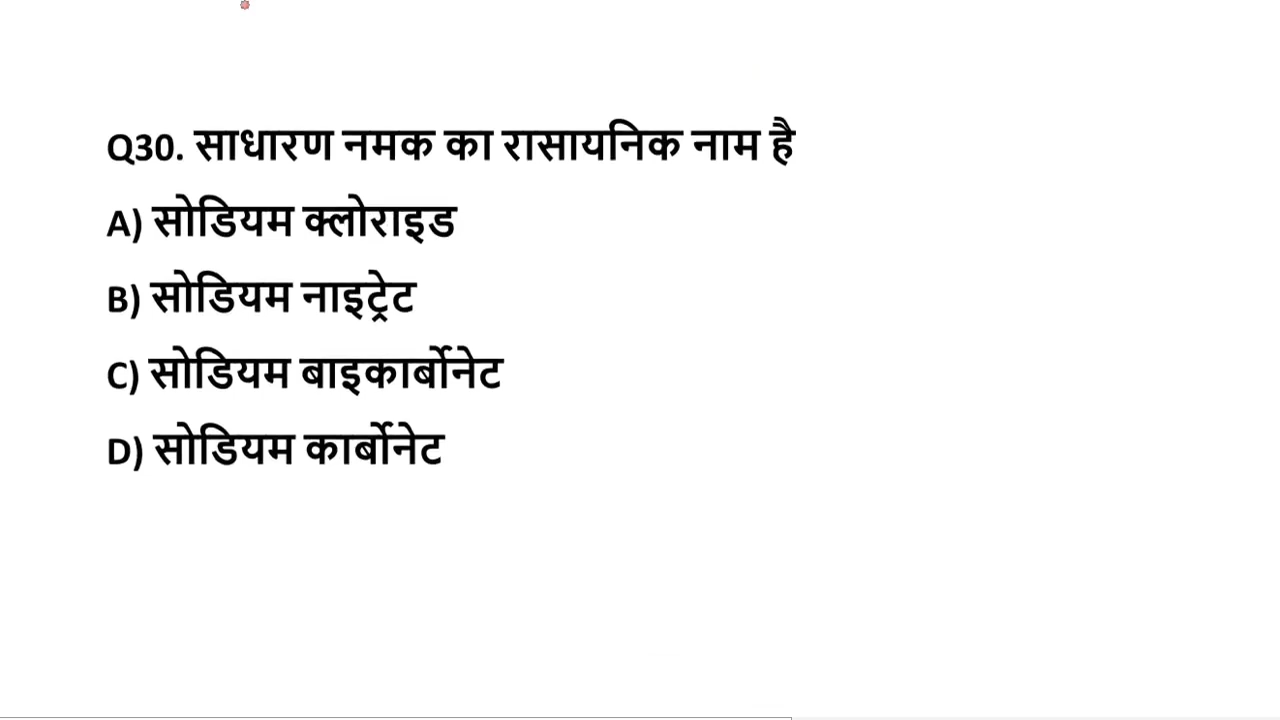 Q30. साधारण नमक का रासायनिक नाम है
A) सोडियम क्लोराइड
B) सोडियम नाइट्रेट
C) सोडियम बाइकार्बोनेट
D) सोडियम कार्बोनेट